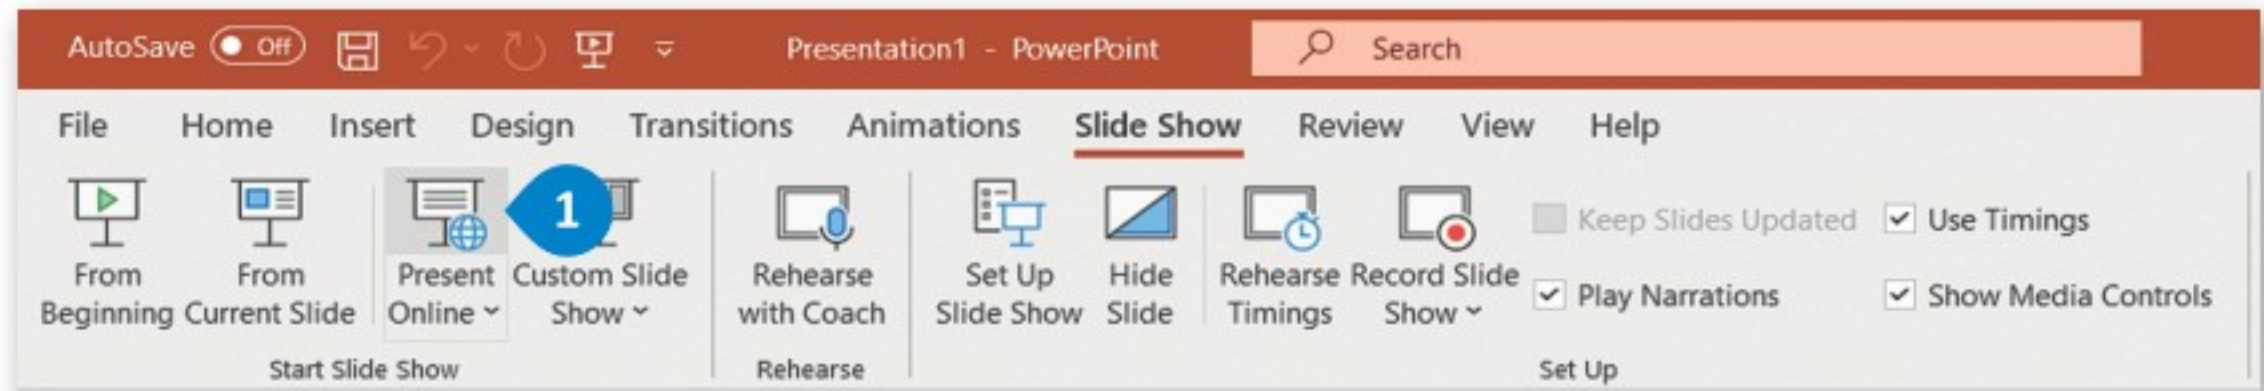 AutoSave Off Presentation1 - PowerPoint Search
File Home Insert Design Transitions Animations Slide Show Review View Help
1
Keep Slides Updated Use Timings
From From Present Custom Slide Rehearse Set Up Hide Rehearse Record Slide
Play Narrations Show Media Controls
Beginning Current Slide Online Show with Coach Slide Show Slide Timings Show
Start Slide Show Rehearse Set Up